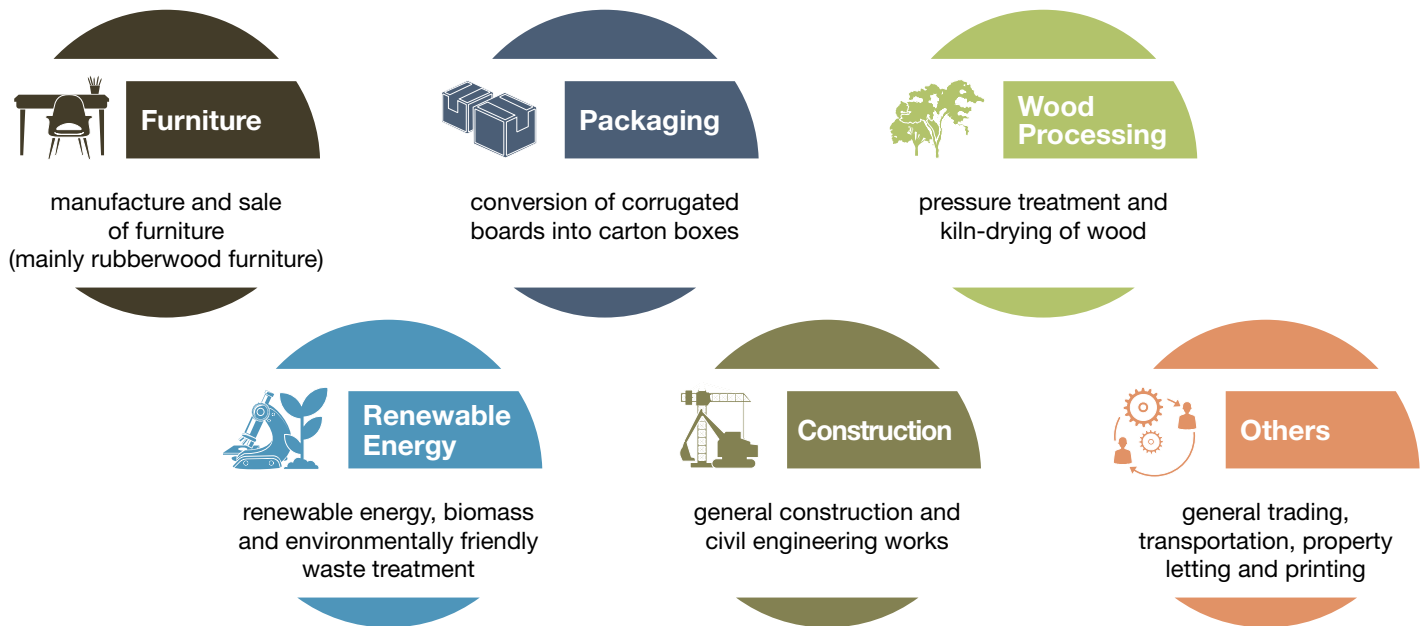 Furniture
manufacture and sale
of furniture
(mainly rubberwood furniture)
Packaging
conversion of corrugated
boards into carton boxes
Wood
Processing
pressure treatment and
kiln-drying of wood
Renewable
Energy
renewable energy, biomass
and environmentally friendly
waste treatment
Construction
general construction and
civil engineering works
Others
general trading,
transportation, property
letting and printing